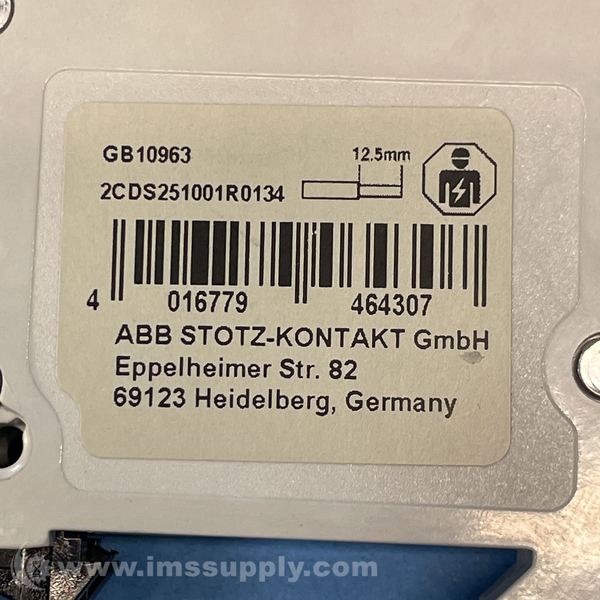 GB10963
12.5mm
2CDS251001R0134
4 016779 464307
ABB STOTZ-KONTAKT GmbH
Eppelheimer Str. 82
69123 Heidelberg, Germany
www.imssupply.com